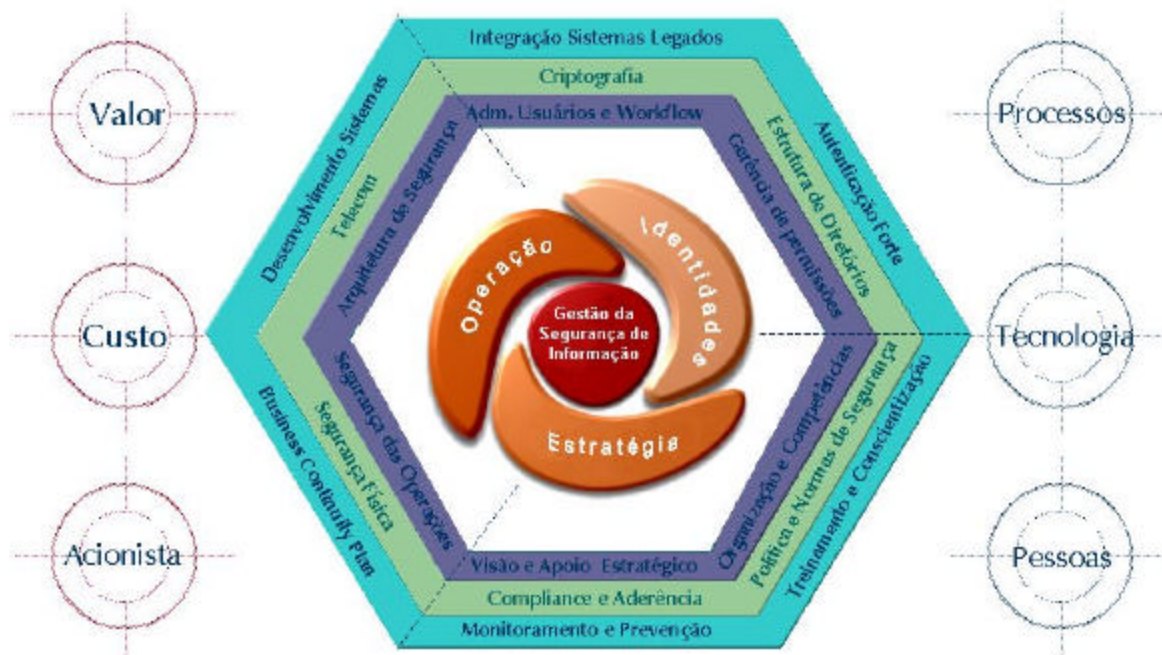 Integração Sistemas Legados
Criptografia
Adm. Usuários e Workflow
Valor
Custo
Acionista
Desenvolvimento Sistemas
Telecom
Arquitetura de Segurança
Business Continuily Plan
Segurança Física
Segurança das Operações
Operação
Identidades
Estratégia
Gestão da
Segurança de
Informação
Gerência de permissões
Estrutura de Diretórios
Autenticação Forte
Organização e Competências
Política e Normas de Segurança
Treinamento e Conscientização
Visão e Apoio Estratégico
Compliance e Aderência
Monitoramento e Prevenção
Processos
Tecnologia
Pessoas